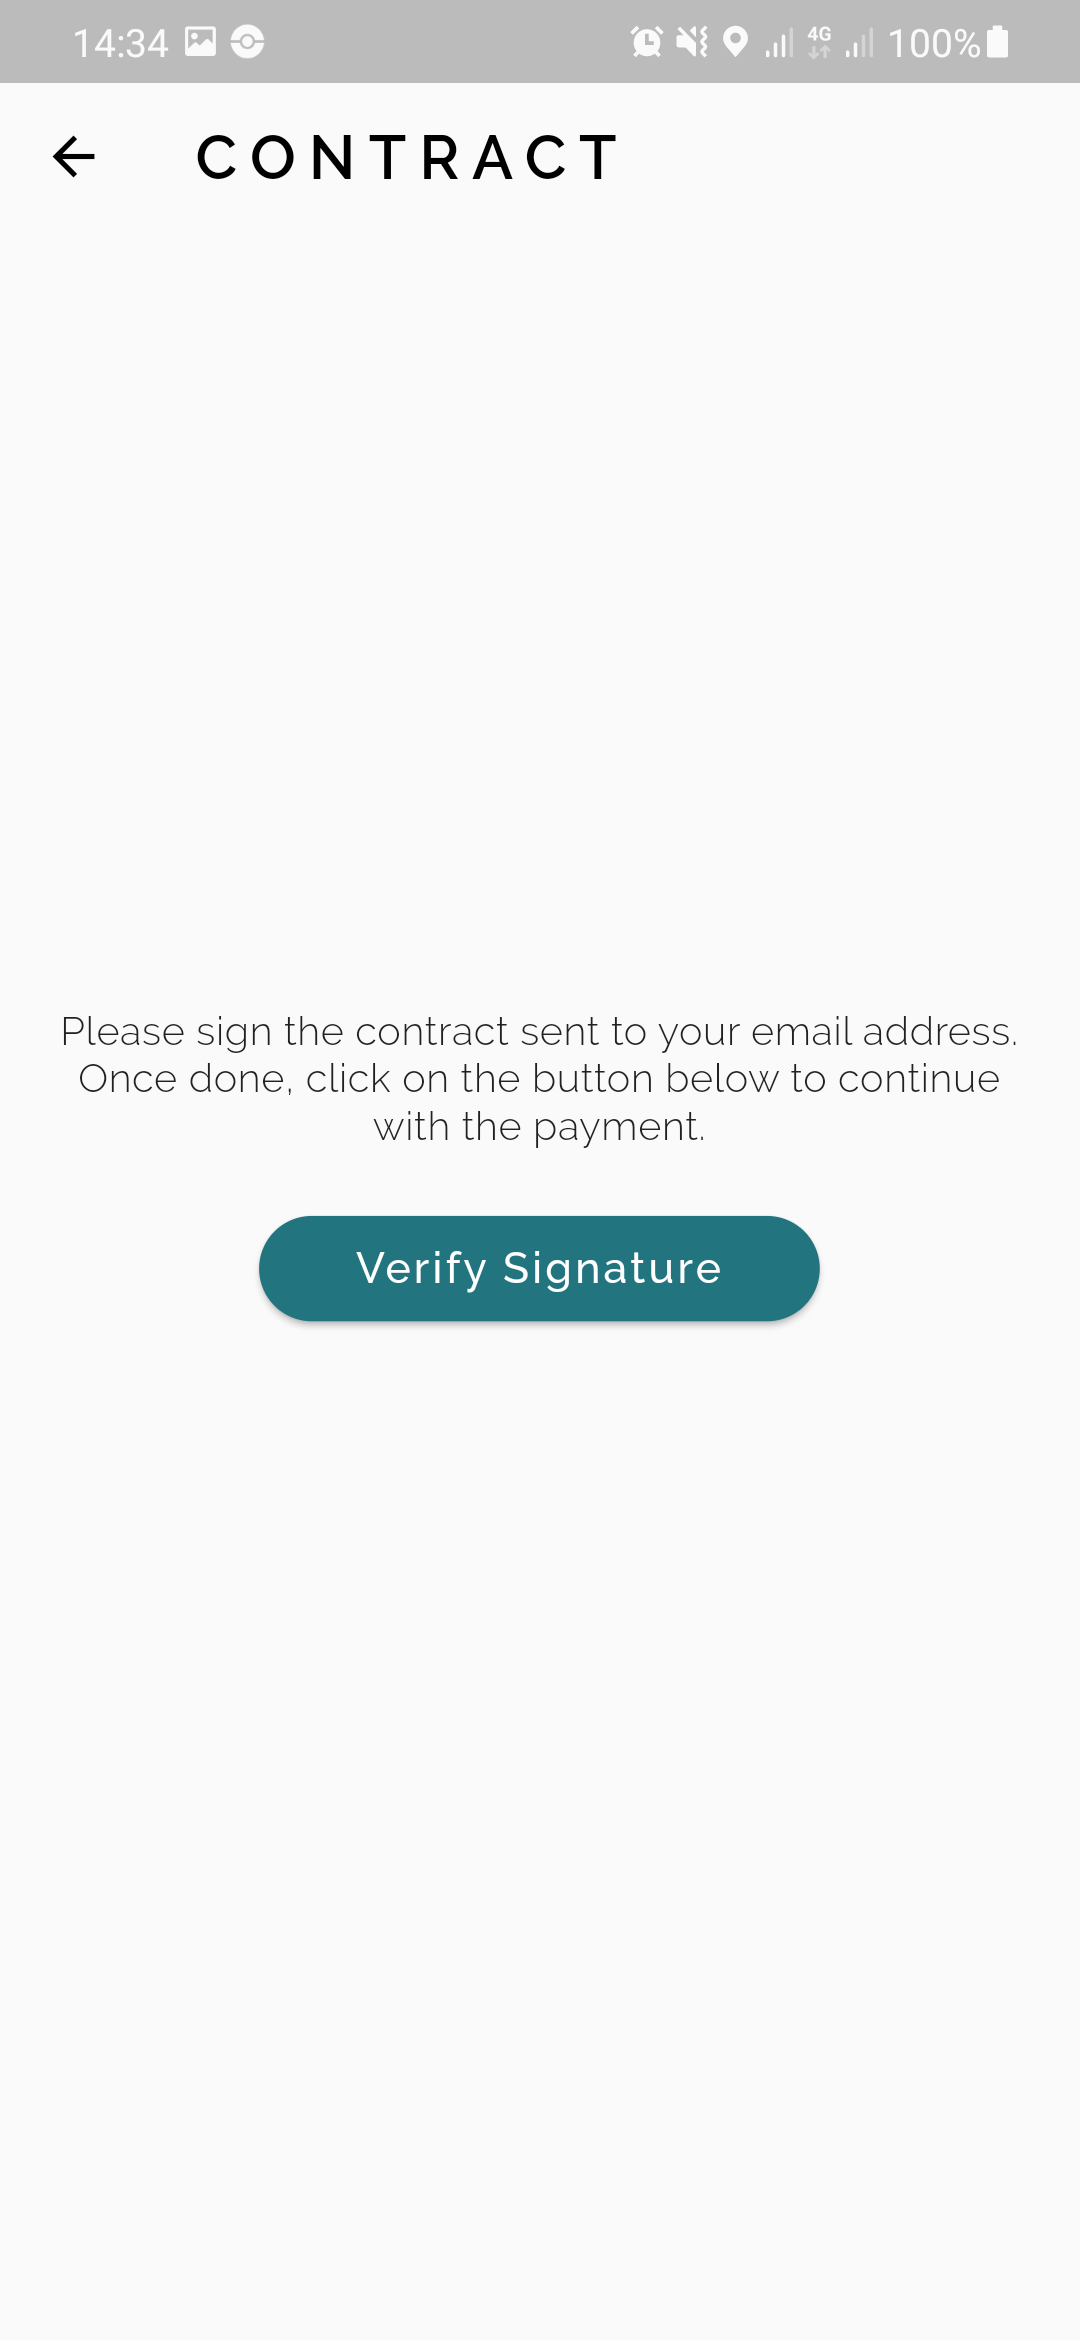 14:34 4G 100%
CONTRACT
Please sign the contract sent to your email address.
Once done, click on the button below to continue
with the payment.
Verify Signature